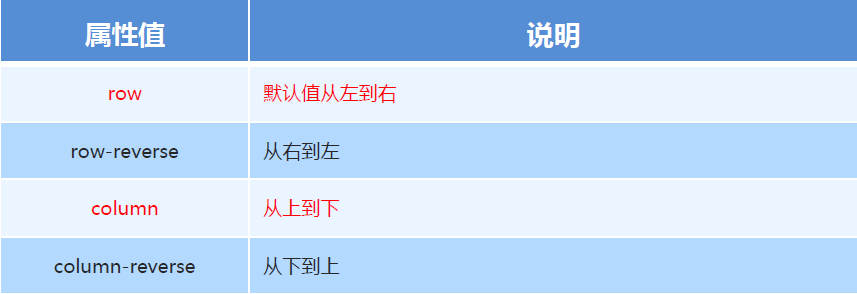 属性值 说明
row 默认值从左到右
row-reverse 从右到左
column 从上到下
column-reverse 从下到上